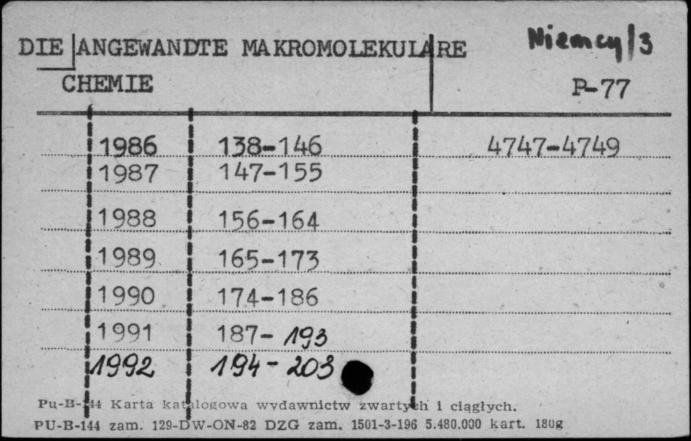 Niemcy/3
DIE ANGEWANDTE MAKROMOLEKULARE
CHEMIE P-77
1986 138-146 4747-4749
1987 147-155
1988 156-164
1989 165-173
1990 174-186
1991 187-193
1992 194-203
Pu-B-144 Karta katalogowa wydawnictw zwartych i ciągłych.
PU-B-144 zam. 129-DW-ON-82 DZG zam. 1501-3-196 5.480.000 kart. 180g